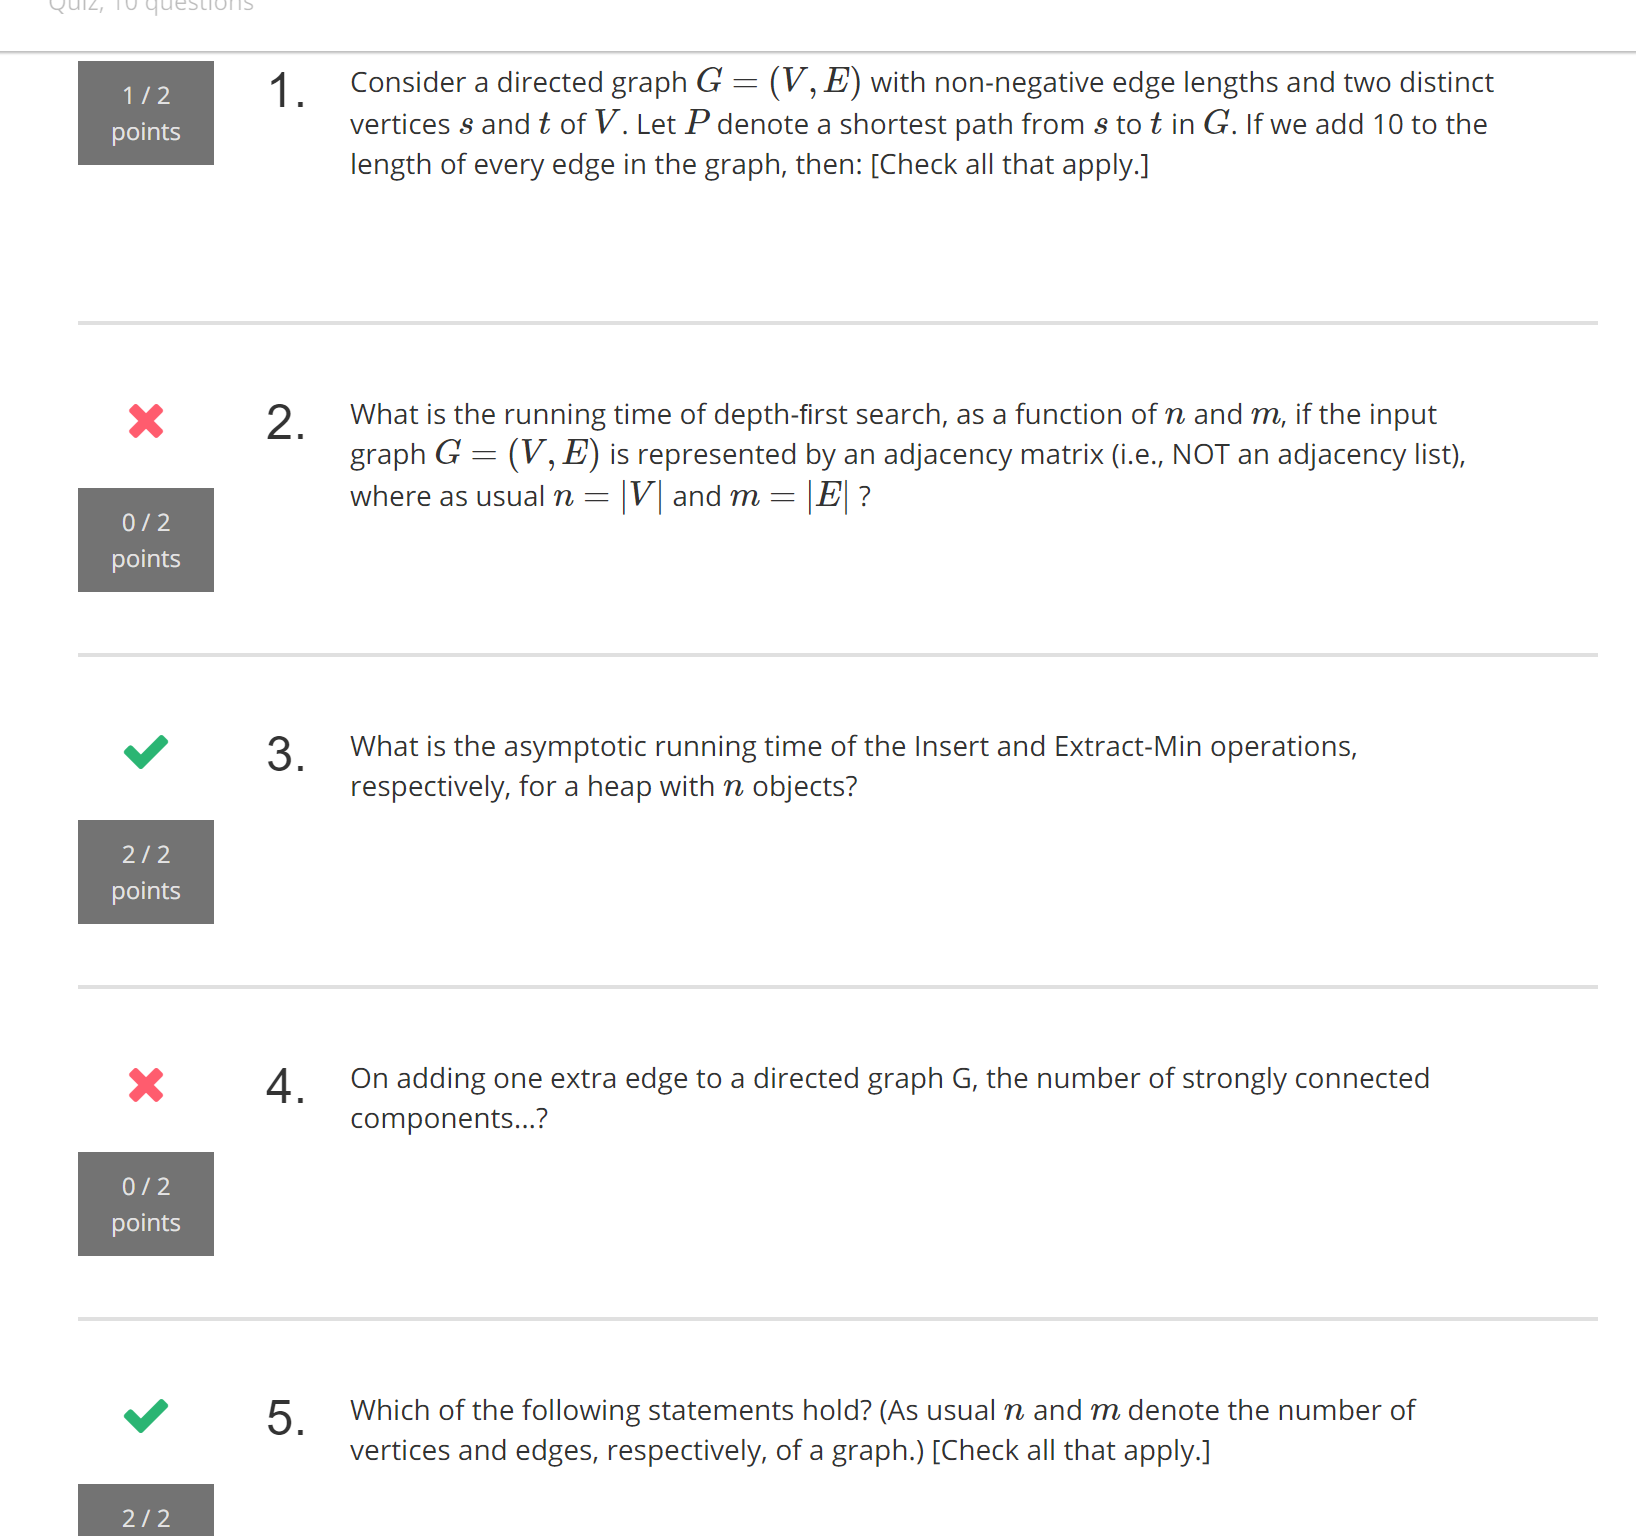 Quiz, 10 questions
1 / 2
points
1.
Consider a directed graph G = (V, E) with non-negative edge lengths and two distinct
vertices s and t of V. Let P denote a shortest path from s to t in G. If we add 10 to the
length of every edge in the graph, then: [Check all that apply.]
2.
What is the running time of depth-first search, as a function of n and m, if the input
graph G = (V, E) is represented by an adjacency matrix (i.e., NOT an adjacency list),
where as usual n = |V| and m = |E| ?
0 / 2
points
3.
What is the asymptotic running time of the Insert and Extract-Min operations,
respectively, for a heap with n objects?
2 / 2
points
4.
On adding one extra edge to a directed graph G, the number of strongly connected
components...?
0 / 2
points
5.
Which of the following statements hold? (As usual n and m denote the number of
vertices and edges, respectively, of a graph.) [Check all that apply.]
2 / 2